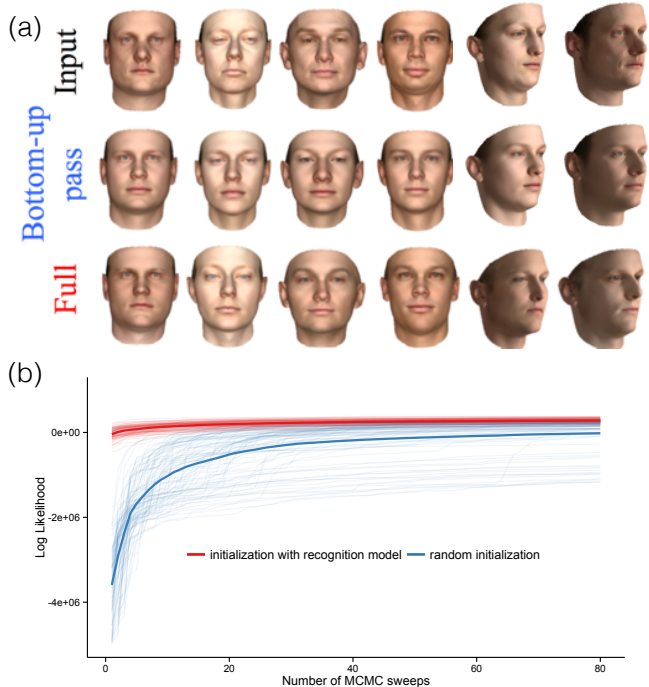 (a)
Input
Bottom-up
pass
Full
(b)
0e+00
-2e+06
-4e+06
Log Likelihood
initialization with recognition model
random initialization
0
20
40
60
80
Number of MCMC sweeps